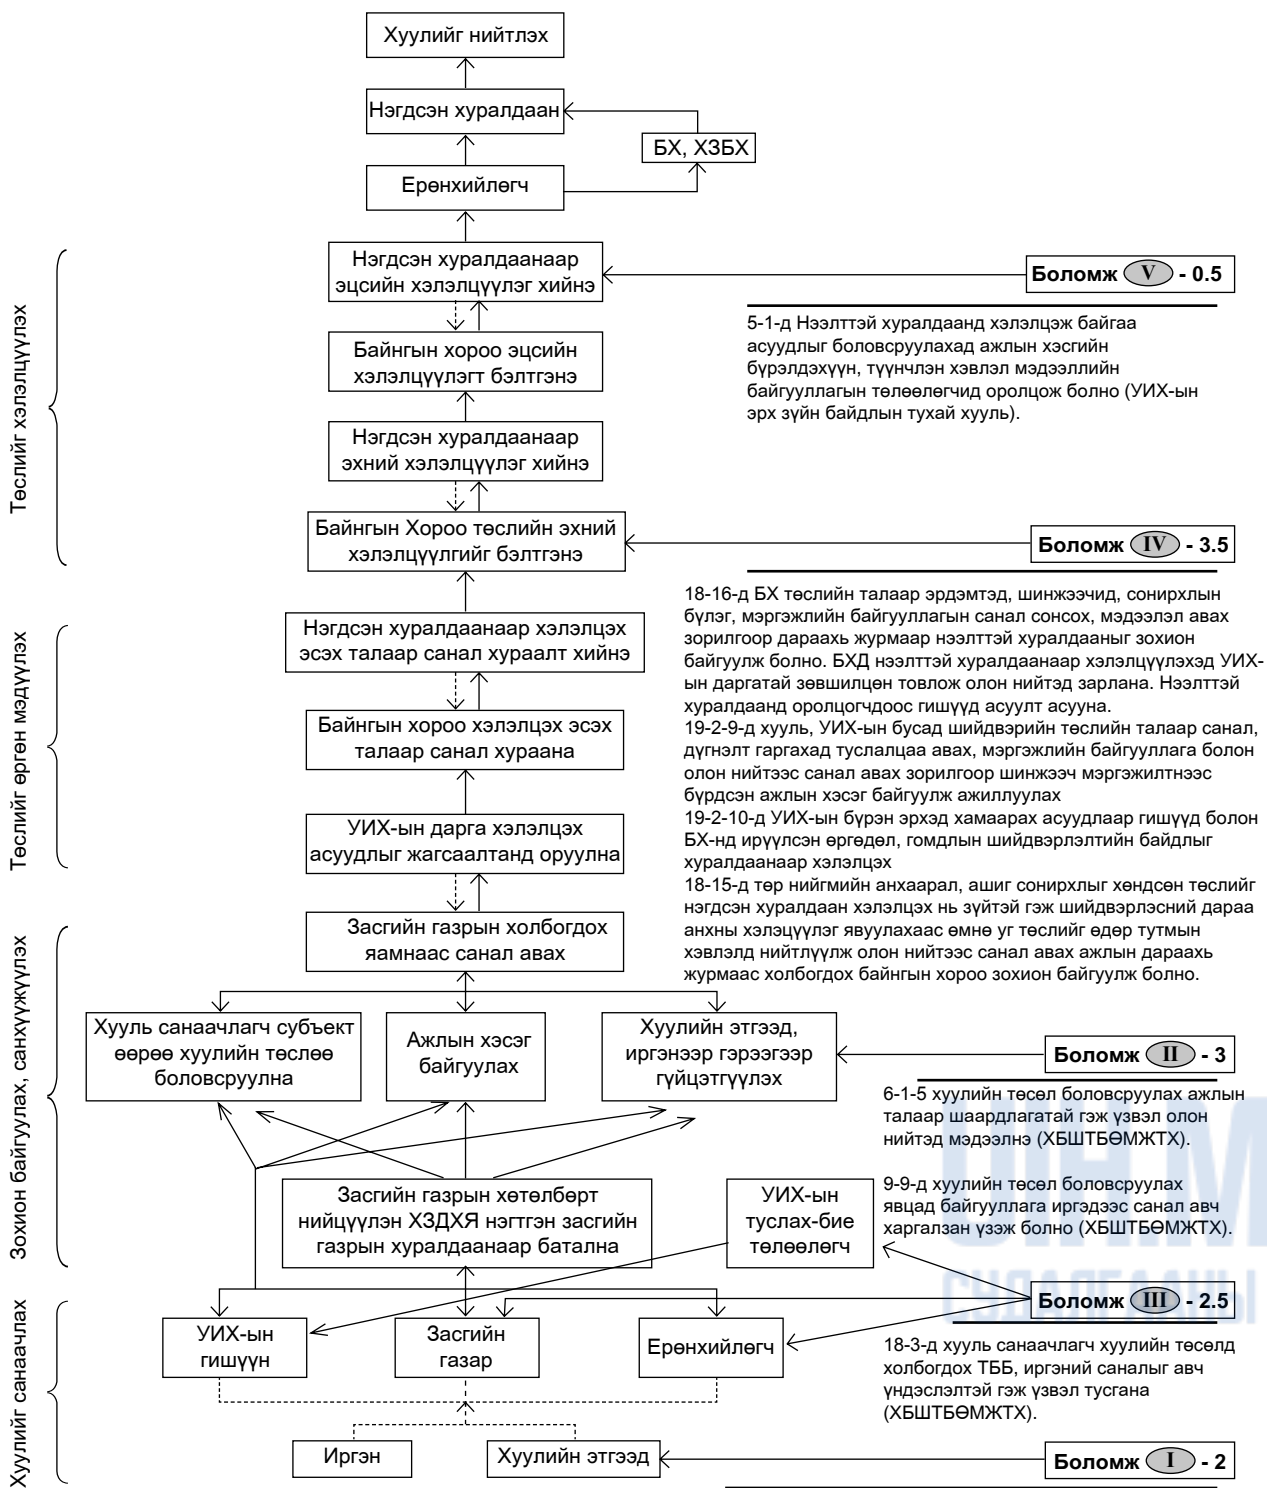 Хуулийг нийтлэх
Нэгдсэн хуралдаан
БХ, ХЗБХ
Ерөнхийлөгч
Төслийг хэлэлцүүлэх
Нэгдсэн хуралдаанаар
эцсийн хэлэлцүүлэг хийнэ
Боломж V - 0.5
5-1-д Нээлттэй хуралдаанд хэлэлцэж байгаа
асуудлыг боловсруулахад ажлын хэсгийн
бүрэлдэхүүн, түүнчлэн хэвлэл мэдээллийн
байгууллагын төлөөлөгчид оролцож болно (УИХ-ын
эрх зүйн байдлын тухай хууль).
Байнгын хороо эцсийн
хэлэлцүүлэгт бэлтгэнэ
Нэгдсэн хуралдаанаар
эхний хэлэлцүүлэг хийнэ
Байнгын Хороо төслийн эхний
хэлэлцүүлгийг бэлтгэнэ
Боломж IV - 3.5
18-16-д БХ төслийн талаар эрдэмтэд, шинжээчид, сонирхлын
бүлэг, мэргэжлийн байгууллагын санал сонсох, мэдээлэл авах
зорилгоор дараахь журмаар нээлттэй хуралдааныг зохион
байгуулж болно. БХД нээлттэй хуралдаанаар хэлэлцүүлэхэд УИХ-
ын даргатай зөвшилцөн товлож олон нийтэд зарлана. Нээлттэй
хуралдаанд оролцогчдоос гишүүд асуулт асууна.
19-2-9-д хууль, УИХ-ын бусад шийдвэрийн төслийн талаар санал,
дүгнэлт гаргахад туслалцаа авах, мэргэжлийн байгууллага болон
олон нийтээс санал авах зорилгоор шинжээч мэргэжилтнээс
бүрдсэн ажлын хэсэг байгуулж ажиллуулах
19-2-10-д УИХ-ын бүрэн эрхэд хамаарах асуудлаар гишүүд болон
БХ-нд ирүүлсэн өргөдөл, гомдлын шийдвэрлэлтийн байдлыг
хуралдаанаар хэлэлцэх
18-15-д төр нийгмийн анхаарал, ашиг сонирхлыг хөндсөн төслийг
нэгдсэн хуралдаан хэлэлцэх нь зүйтэй гэж шийдвэрлэсний дараа
анхны хэлэцүүлэг явуулахаас өмнө уг төслийг өдөр тутмын
хэвлэлд нийтлүүлж олон нийтээс санал авах ажлын дараахь
журмаас холбогдох байнгын хороо зохион байгуулж болно.
Төслийг өргөн мэдүүлэх
Нэгдсэн хуралдаанаар хэлэлцэх
эсэх талаар санал хураалт хийнэ
Байнгын хороо хэлэлцэх эсэх
талаар санал хураана
УИХ-ын дарга хэлэлцэх
асуудлыг жагсаалтанд оруулна
Зохион байгуулах, санхүүжүүлэх
Засгийн газрын холбогдох
яамнаас санал авах
Хууль санаачлагч субъект
өөрөө хуулийн төслөө
боловсруулна
Ажлын хэсэг
байгуулах
Хуулийн этгээд,
иргэнээр гэрээгээр
гүйцэтгүүлэх
Боломж II - 3
6-1-5 хуулийн төсөл боловсруулах ажлын
талаар шаардлагатай гэж үзвэл олон
нийтэд мэдээлнэ (ХБШТБӨМЖТХ).
9-9-д хуулийн төсөл боловсруулах
явцад байгууллага иргэдээс санал авч
харгалзан үзэж болно (ХБШТБӨМЖТХ).
Засгийн газрын хөтөлбөрт
нийцүүлэн ХЗДХЯ нэгтгэн засгийн
газрын хуралдаанаар батална
УИХ-ын
туслах-бие
төлөөлөгч
Хуулийг санаачлах
УИХ-ын
гишүүн
Засгийн
газар
Ерөнхийлөгч
Боломж III - 2.5
18-3-д хууль санаачлагч хуулийн төсөлд
холбогдох ТББ, иргэний саналыг авч
үндэслэлтэй гэж үзвэл тусгана
(ХБШТБӨМЖТХ).
Иргэн
Хуулийн этгээд
Боломж I - 2
СУДАЛГААНЫ